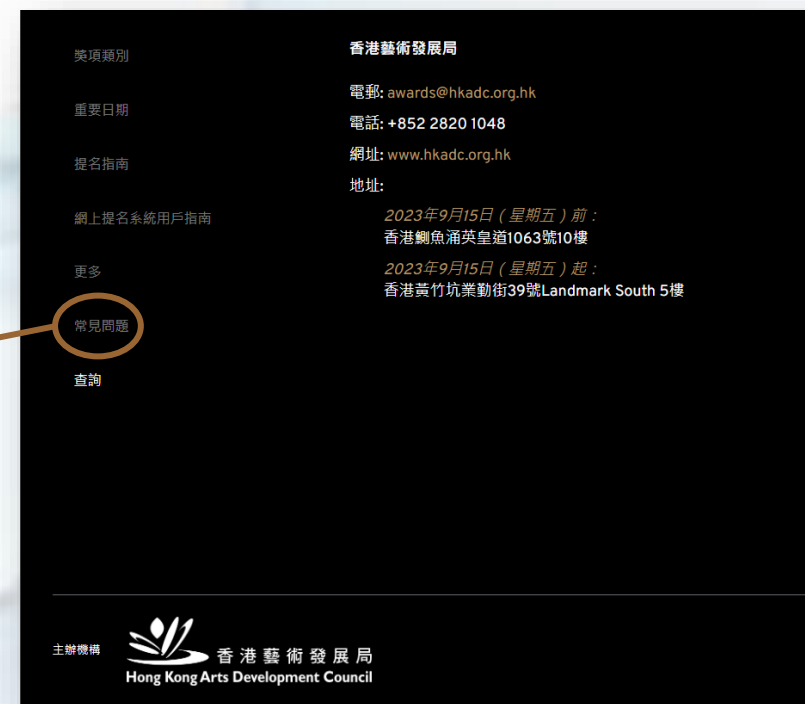 獎項類別
重要日期
提名指南
網上提名系統用戶指南
更多
常見問題
查詢
香港藝術發展局
電郵: awards@hkadc.org.hk
電話: +852 2820 1048
網址: www.hkadc.org.hk
地址:
2023年9月15日（星期五）前：
香港鰂魚涌英皇道1063號10樓
2023年9月15日（星期五）起：
香港黃竹坑業勤街39號Landmark South 5樓
主辦機構
香港藝術發展局
Hong Kong Arts Development Council